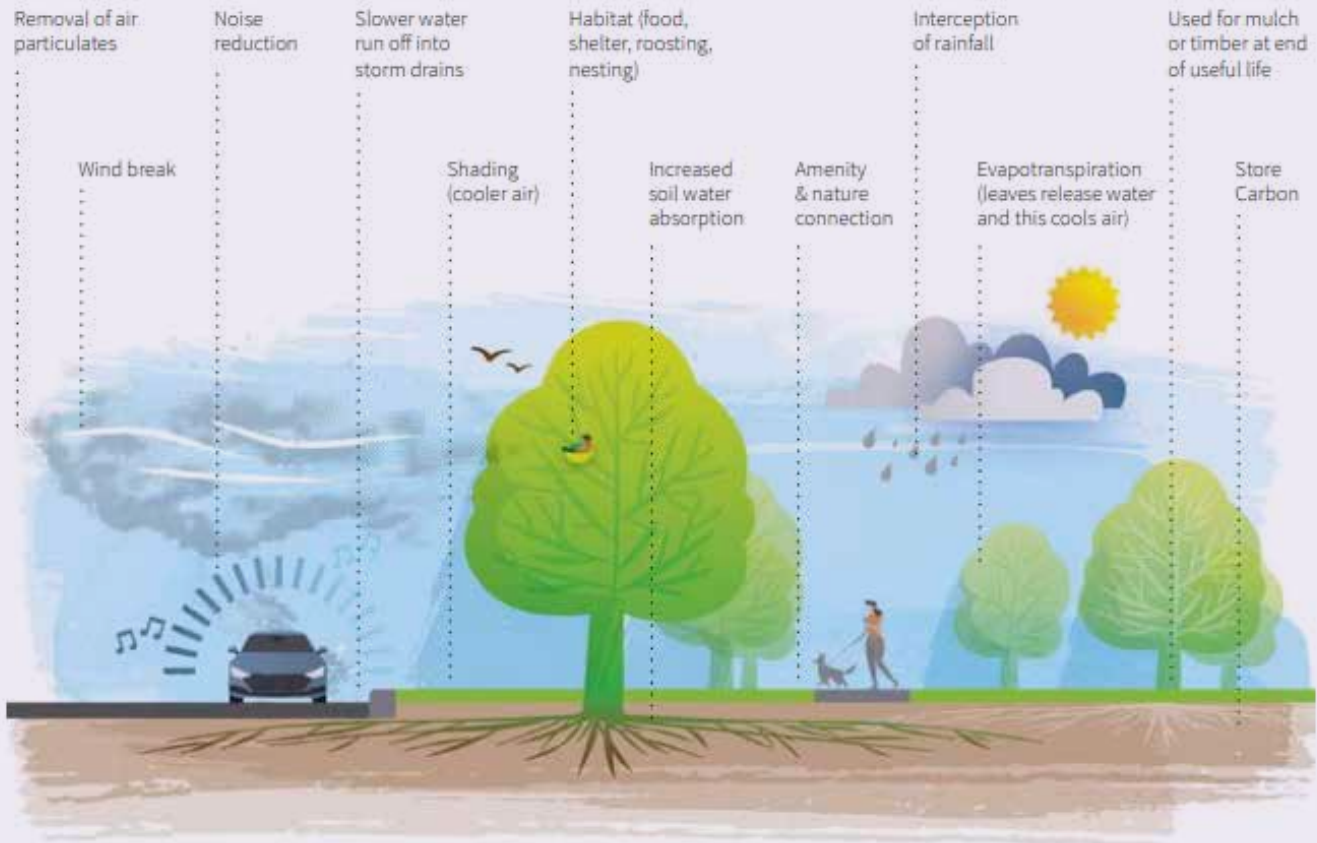 Removal of air
particulates
Noise
reduction
Slower water
run off into
storm drains
Habitat (food,
shelter, roosting,
nesting)
Interception
of rainfall
Used for mulch
or timber at end
of useful life
Wind break
Shading
(cooler air)
Increased
soil water
absorption
Amenity
& nature
connection
Evapotranspiration
(leaves release water
and this cools air)
Store
Carbon